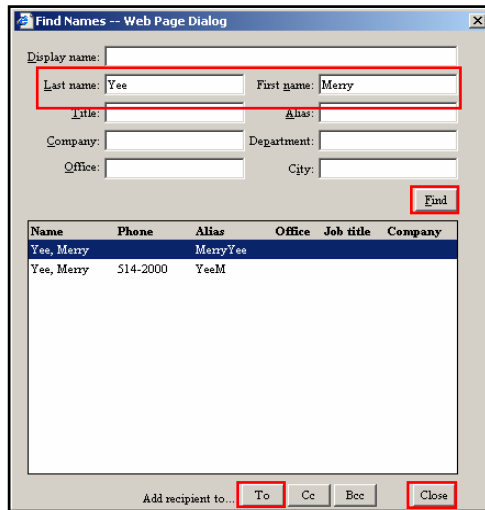 Find Names -- Web Page Dialog
Display name:
Last name: Yee First name: Merry
Title: Alias:
Company: Department:
Office: City:
Find
Name Phone Alias Office Job title Company
Yee, Merry MerryYee
Yee, Merry 514-2000 YeeM
Add recipient to... To Cc Bcc Close